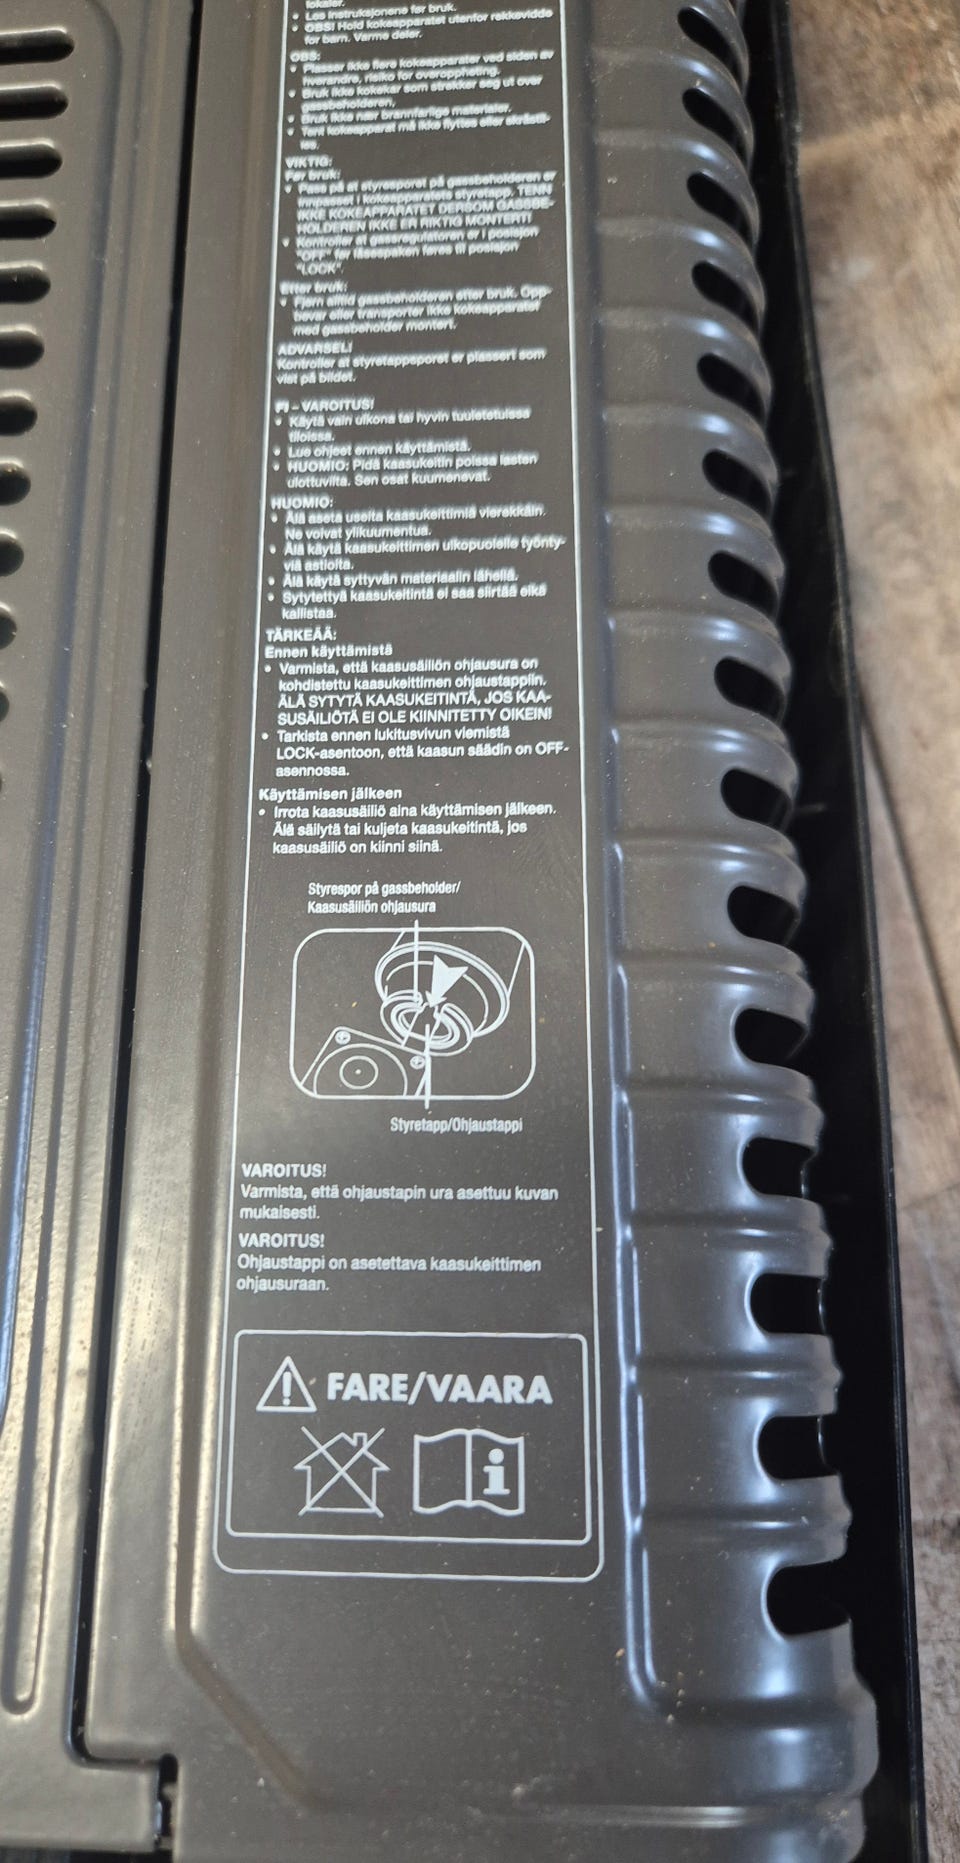 lokaler.
• Les instruksjonene før bruk.
• OBS! Hold kokeapparatet utenfor rekkevidde
for barn. Varme deler.
OBS:
• Plasser ikke flere kokeapparater ved siden av
hverandre, risiko for overoppheting.
• Bruk ikke kokekar som strekker seg ut over
gassbeholderen.
• Bruk ikke nær brannfarlige materialer.
• Tent kokeapparat må ikke flyttes eller skråstil-
les.
VIKTIG:
Før bruk:
• Pass på at styresporet på gassbeholderen er
innpasset i kokeapparatets styretapp. TENN
IKKE KOKEAPPARATET DERSOM GASSBE-
HOLDEREN IKKE ER RIKTIG MONTERT!
• Kontroller at gassregulatoren er i posisjon
"OFF" før låsespaken føres til posisjon
"LOCK".
Etter bruk:
• Fjern alltid gassbeholderen etter bruk. Opp-
bevar eller transporter ikke kokeapparatet
med gassbeholder montert.
ADVARSEL!
Kontroller at styretappsporet er plassert som
vist på bildet.
FI – VAROITUS!
• Käytä vain ulkona tai hyvin tuuletetuissa
tiloissa.
• Lue ohjeet ennen käyttämistä.
• HUOMIO: Pidä kaasukeitin poissa lasten
ulottuvilta. Sen osat kuumenevat.
HUOMIO:
• Älä aseta useita kaasukeittimiä vierekkäin.
Ne voivat ylikuumentua.
• Älä käytä kaasukeittimen ulkopuolelle työnty-
viä astioita.
• Älä käytä syttyvän materiaalin lähellä.
• Sytytettyä kaasukeitintä ei saa siirtää eikä
kallistaa.
TÄRKEÄÄ:
Ennen käyttämistä
• Varmista, että kaasusäiliön ohjausura on
kohdistettu kaasukeittimen ohjaustappiin.
ÄLÄ SYTYTÄ KAASUKEITINTÄ, JOS KAA-
SUSÄILIÖTÄ EI OLE KIINNITETTY OIKEIN!
• Tarkista ennen lukitusvivun viemistä
LOCK-asentoon, että kaasun säädin on OFF-
asennossa.
Käyttämisen jälkeen
• Irrota kaasusäiliö aina käyttämisen jälkeen.
Älä säilytä tai kuljeta kaasukeitintä, jos
kaasusäiliö on kiinni siinä.
Styrespor på gassbeholder/
Kaasusäiliön ohjausura
Styretapp/Ohjaustappi
VAROITUS!
Varmista, että ohjaustapin ura asettuu kuvan
mukaisesti.
VAROITUS!
Ohjaustappi on asetettava kaasukeittimen
ohjausuraan.
FARE/VAARA